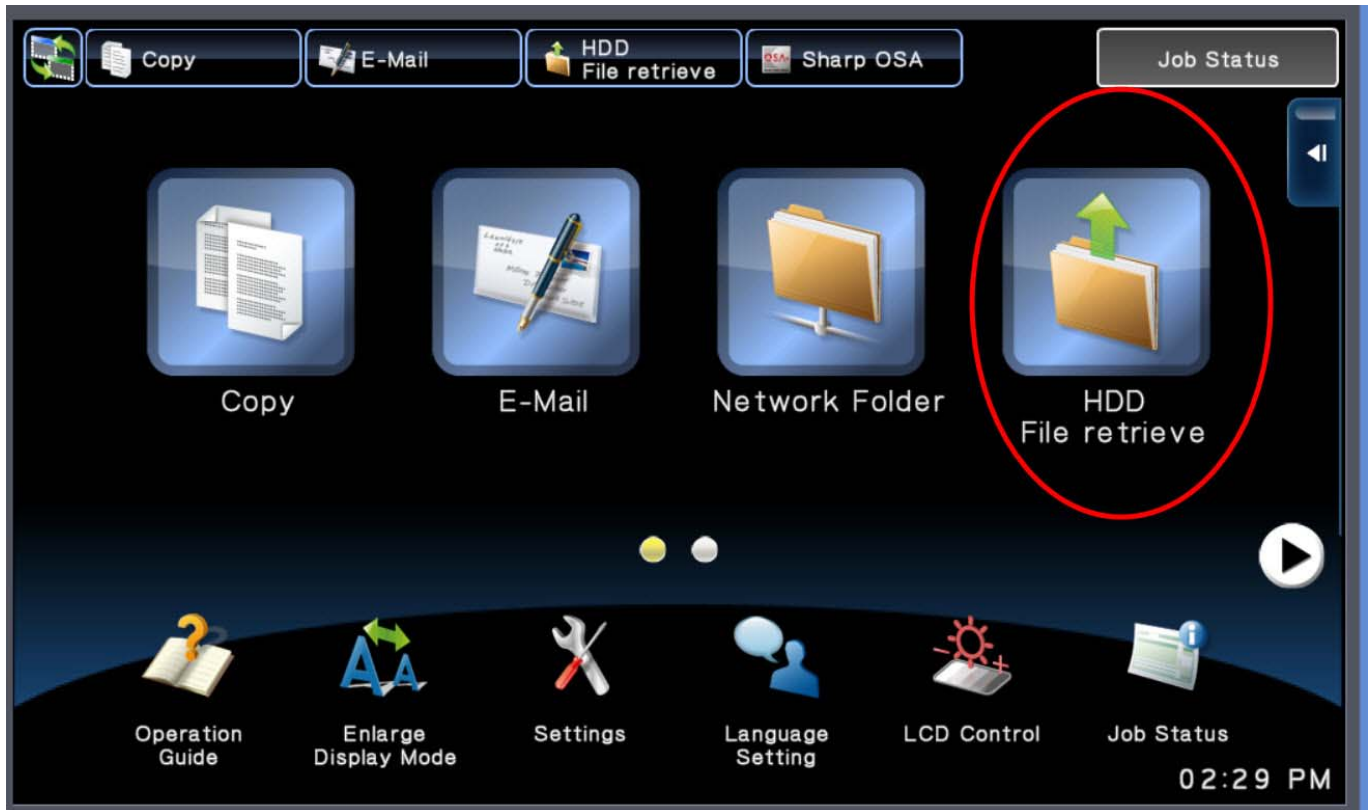 Copy
E-Mail
HDD
File retrieve
Sharp OSA
Job Status
Copy
E-Mail
Network Folder
HDD
File retrieve
Operation
Guide
Enlarge
Display Mode
Settings
Language
Setting
LCD Control
Job Status
02:29 PM